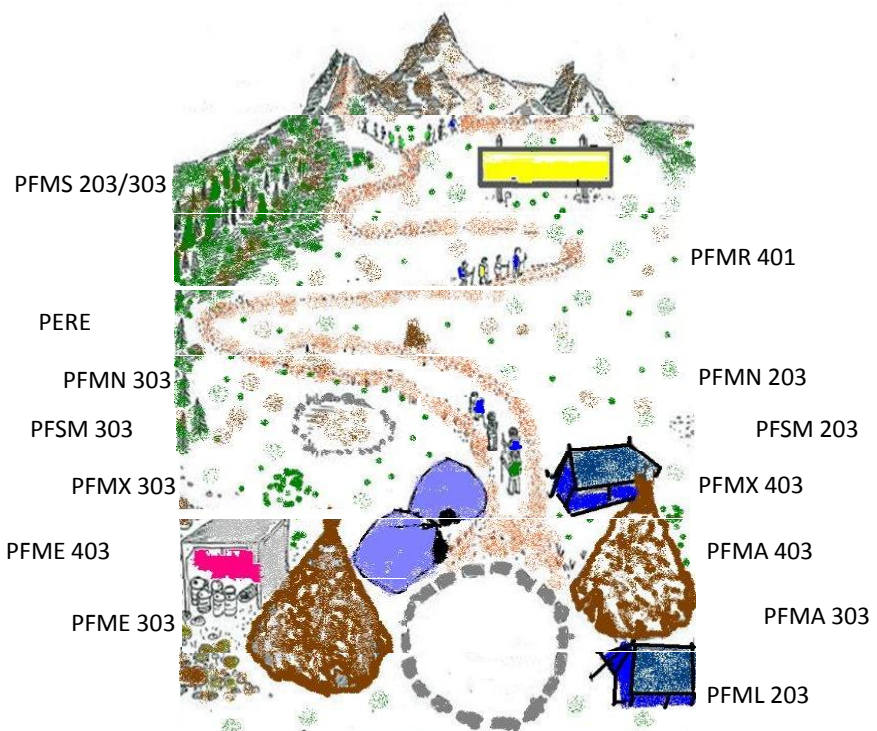 PFMS 203/303
PFMR 401
PERE
PFMN 303
PFMN 203
PFSM 303
PFSM 203
PFMX 303
PFMX 403
PFME 403
PFMA 403
PFME 303
PFMA 303
PFML 203